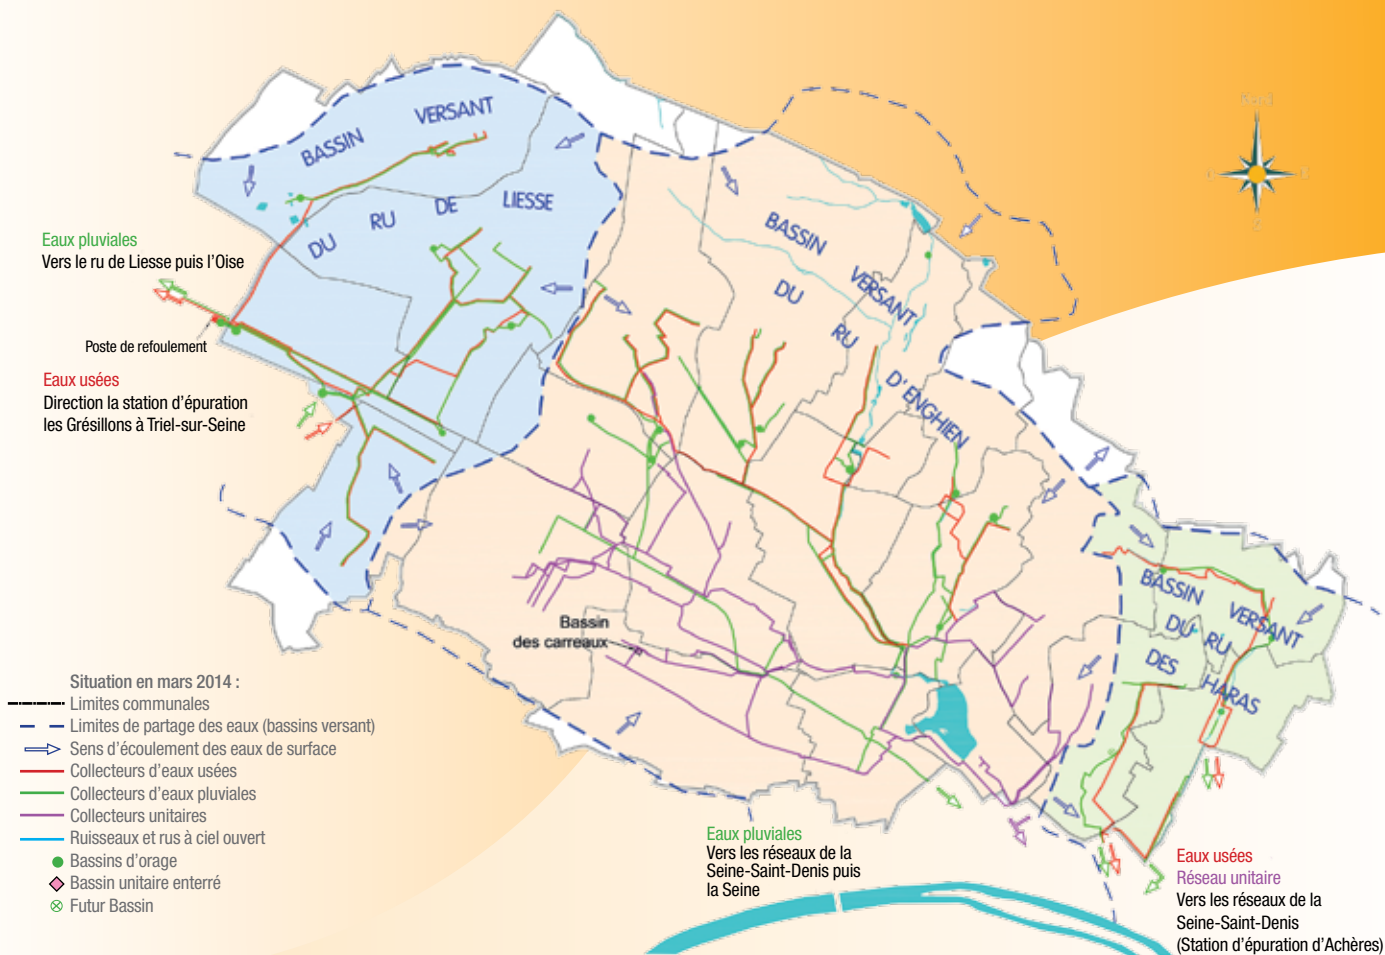 Nord
BASSIN VERSANT
DU RU DE LIESSE
BASSIN VERSANT
DU RU D'ENGHIEN
Eaux pluviales
Vers le ru de Liesse puis l'Oise
Poste de refoulement
Eaux usées
Direction la station d'épuration
les Grésillons à Triel-sur-Seine
BASSIN VERSANT
DU RU
DES HARAS
Bassin
des carreaux
Situation en mars 2014 :
Limites communales
Limites de partage des eaux (bassins versant)
Sens d'écoulement des eaux de surface
Collecteurs d'eaux usées
Collecteurs d'eaux pluviales
Collecteurs unitaires
Ruisseaux et rus à ciel ouvert
Bassins d'orage
Bassin unitaire enterré
Futur Bassin
Eaux pluviales
Vers les réseaux de la
Seine-Saint-Denis puis
la Seine
Eaux usées
Réseau unitaire
Vers les réseaux de la
Seine-Saint-Denis
(Station d'épuration d'Achères)